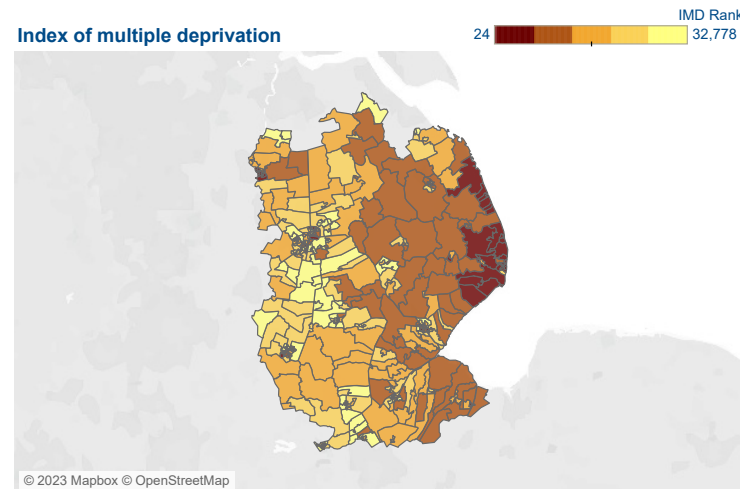 Index of multiple deprivation
IMD Rank
24
32,778
© 2023 Mapbox © OpenStreetMap